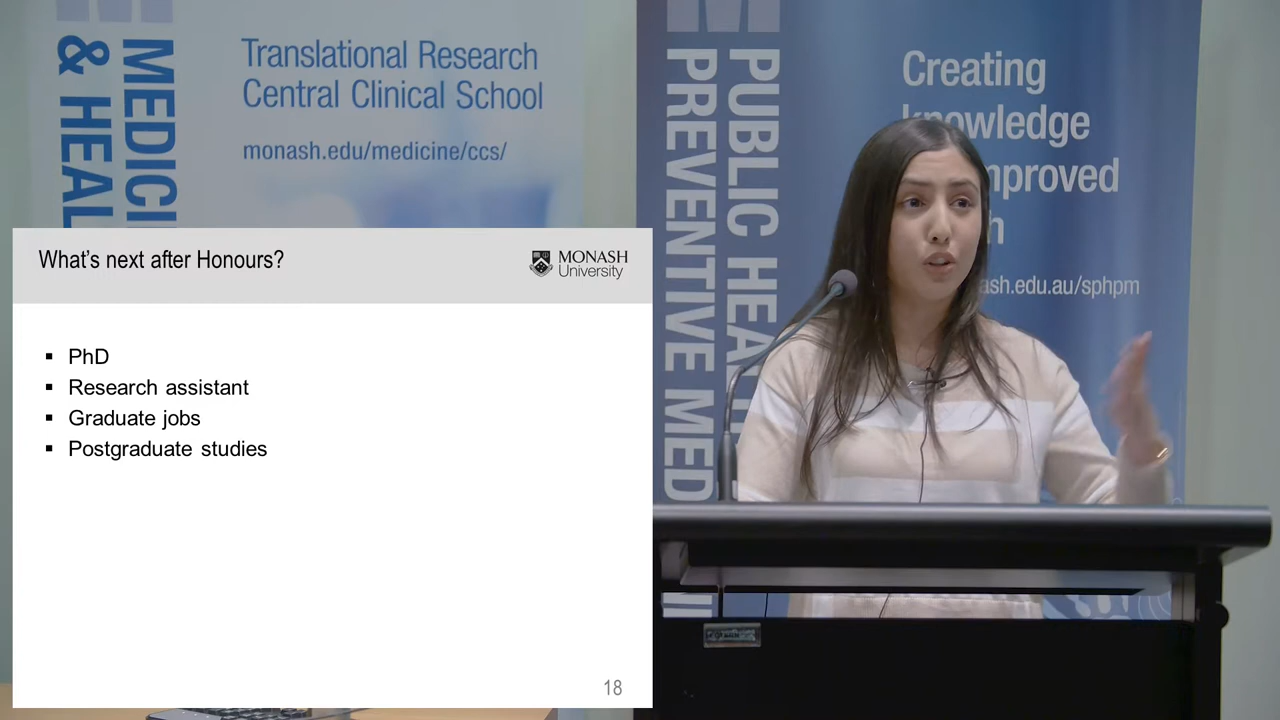 MEDICI
& HEAL
Translational Research
Central Clinical School
monash.edu/medicine/ccs/
PUBLIC HEALTH
PREVENTIVE MED
Creating
knowledge
improved
ash.edu.au/sphpm
What's next after Honours?
MONASH
University
▪ PhD
▪ Research assistant
▪ Graduate jobs
▪ Postgraduate studies
18